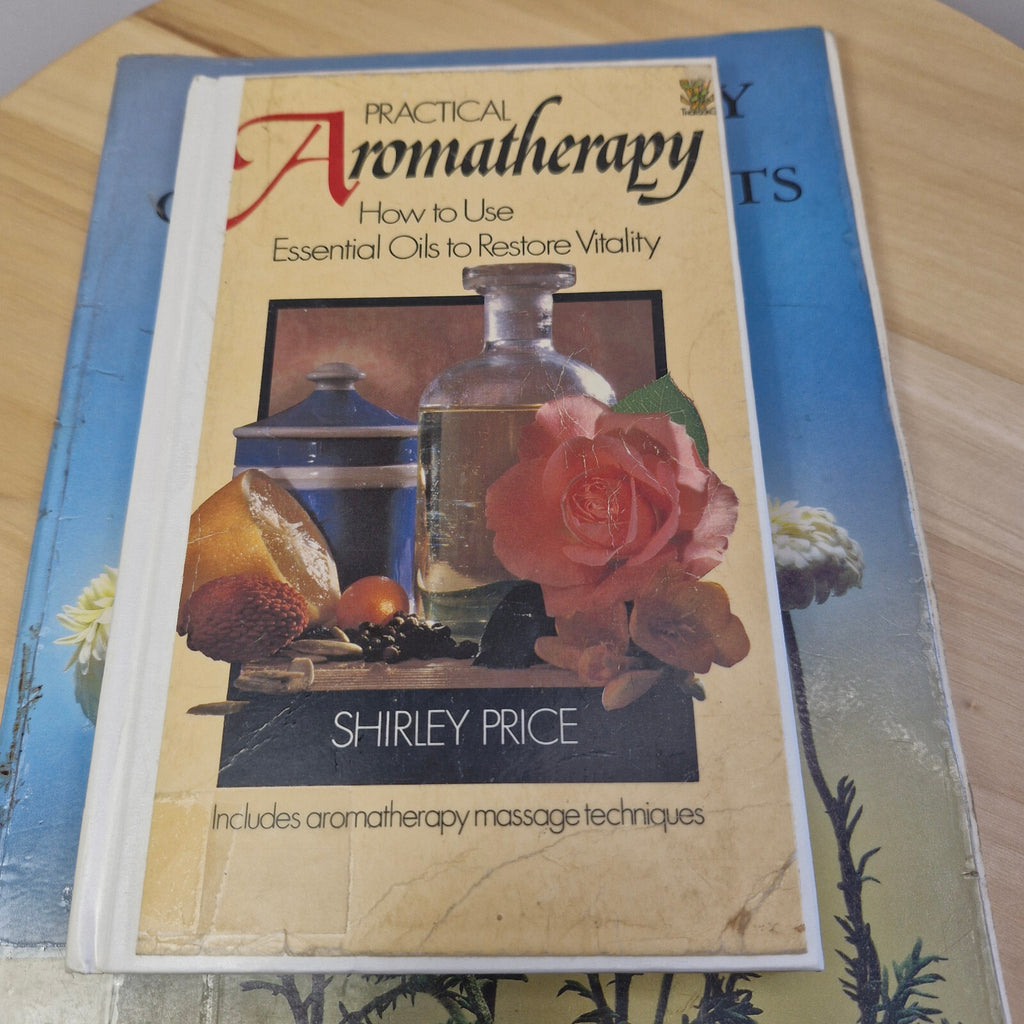 PRACTICAL
Aromatherapy
How to Use
Essential Oils to Restore Vitality
SHIRLEY PRICE
Includes aromatherapy massage techniques